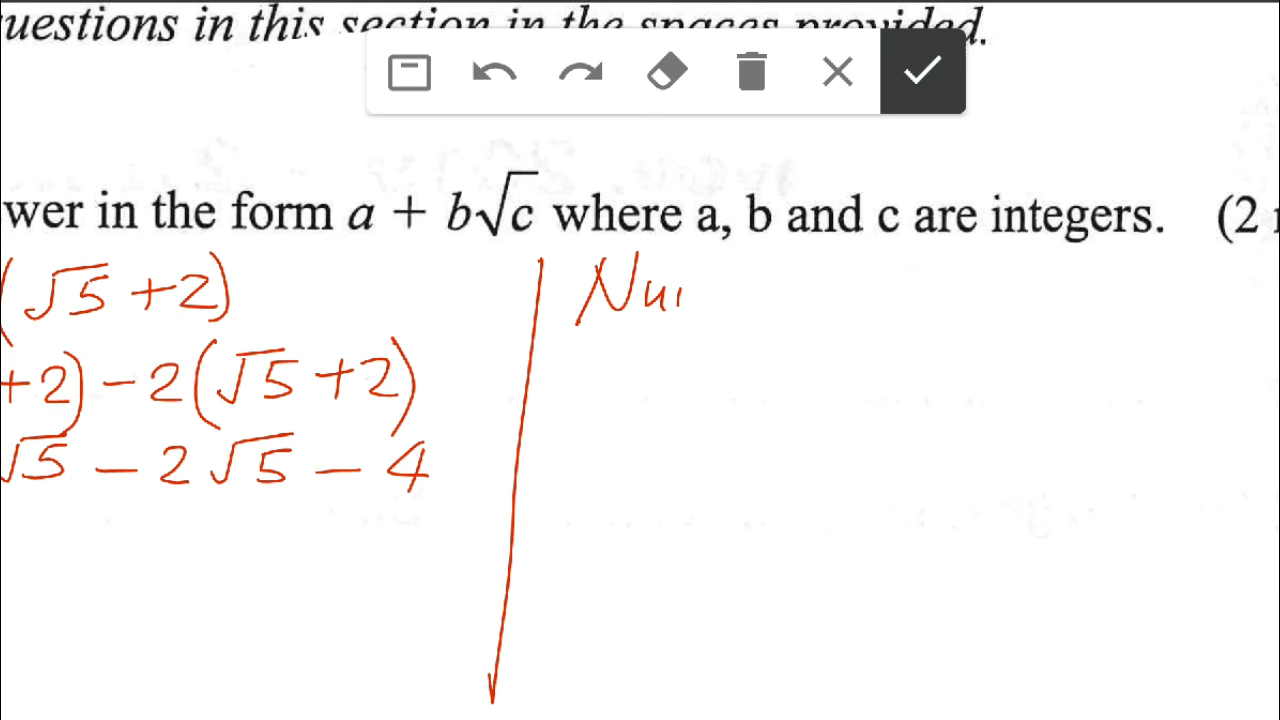 uestions in this section in the spaces provided.
wer in the form a + b√c where a, b and c are integers. (2
(√5 +2) Nu
+2) – 2(√5 +2)
√5 – 2√5 – 4